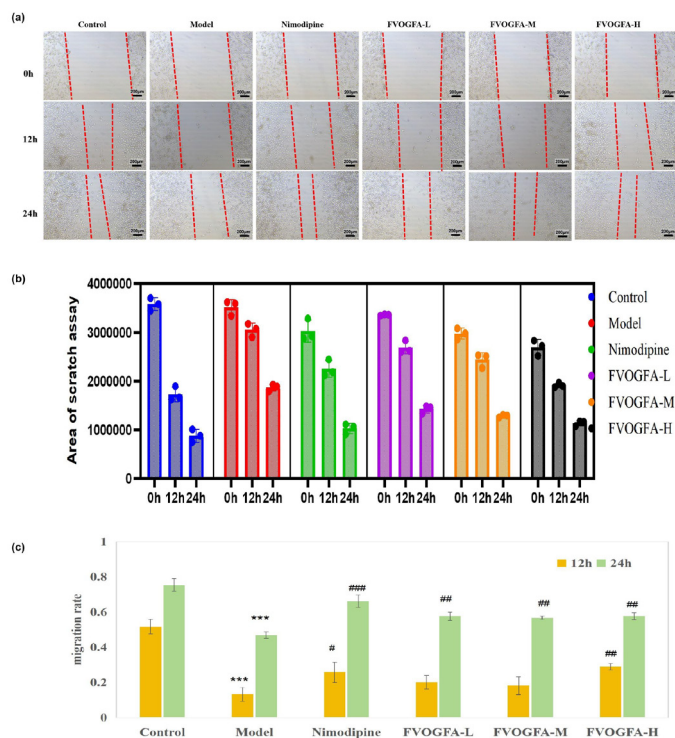 (a)
Control Model Nimodipine FVOGFA-L FVOGFA-M FVOGFA-H
0h
200μm 200μm 200μm 200μm 200μm 200μm
12h
200μm 200μm 200μm 200μm 200μm 200μm
24h
200μm 200μm 200μm 200μm 200μm 200μm
(b)
Area of scratch assay
4000000
3000000
2000000
1000000
0
0h 12h 24h 0h 12h 24h 0h 12h 24h 0h 12h 24h 0h 12h 24h 0h 12h 24h
Control
Model
Nimodipine
FVOGFA-L
FVOGFA-M
FVOGFA-H
(c)
migration rate
1
0.8
0.6
0.4
0.2
0
12h 24h
*** ***
# ###
##
##
## ##
Control Model Nimodipine FVOGFA-L FVOGFA-M FVOGFA-H